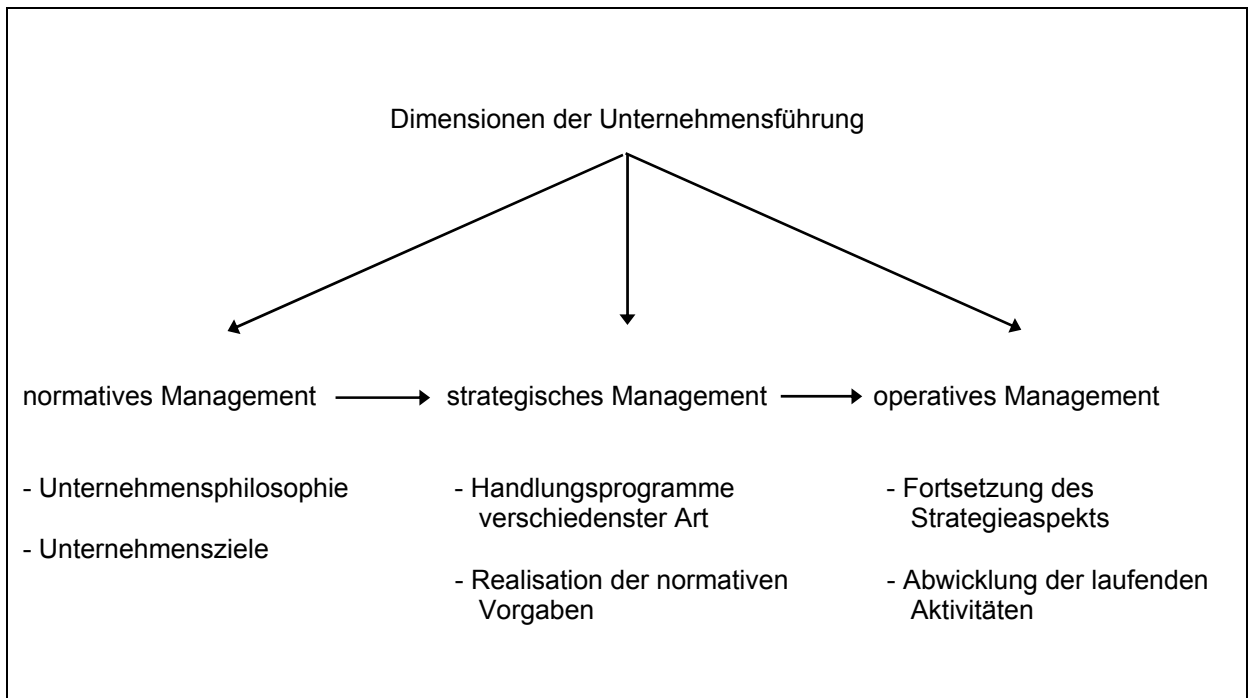 Dimensionen der Unternehmensführung
normatives Management
strategisches Management
operatives Management
- Unternehmensphilosophie
- Unternehmensziele
- Handlungsprogramme
verschiedenster Art
- Realisation der normativen
Vorgaben
- Fortsetzung des
Strategieaspekts
- Abwicklung der laufenden
Aktivitäten